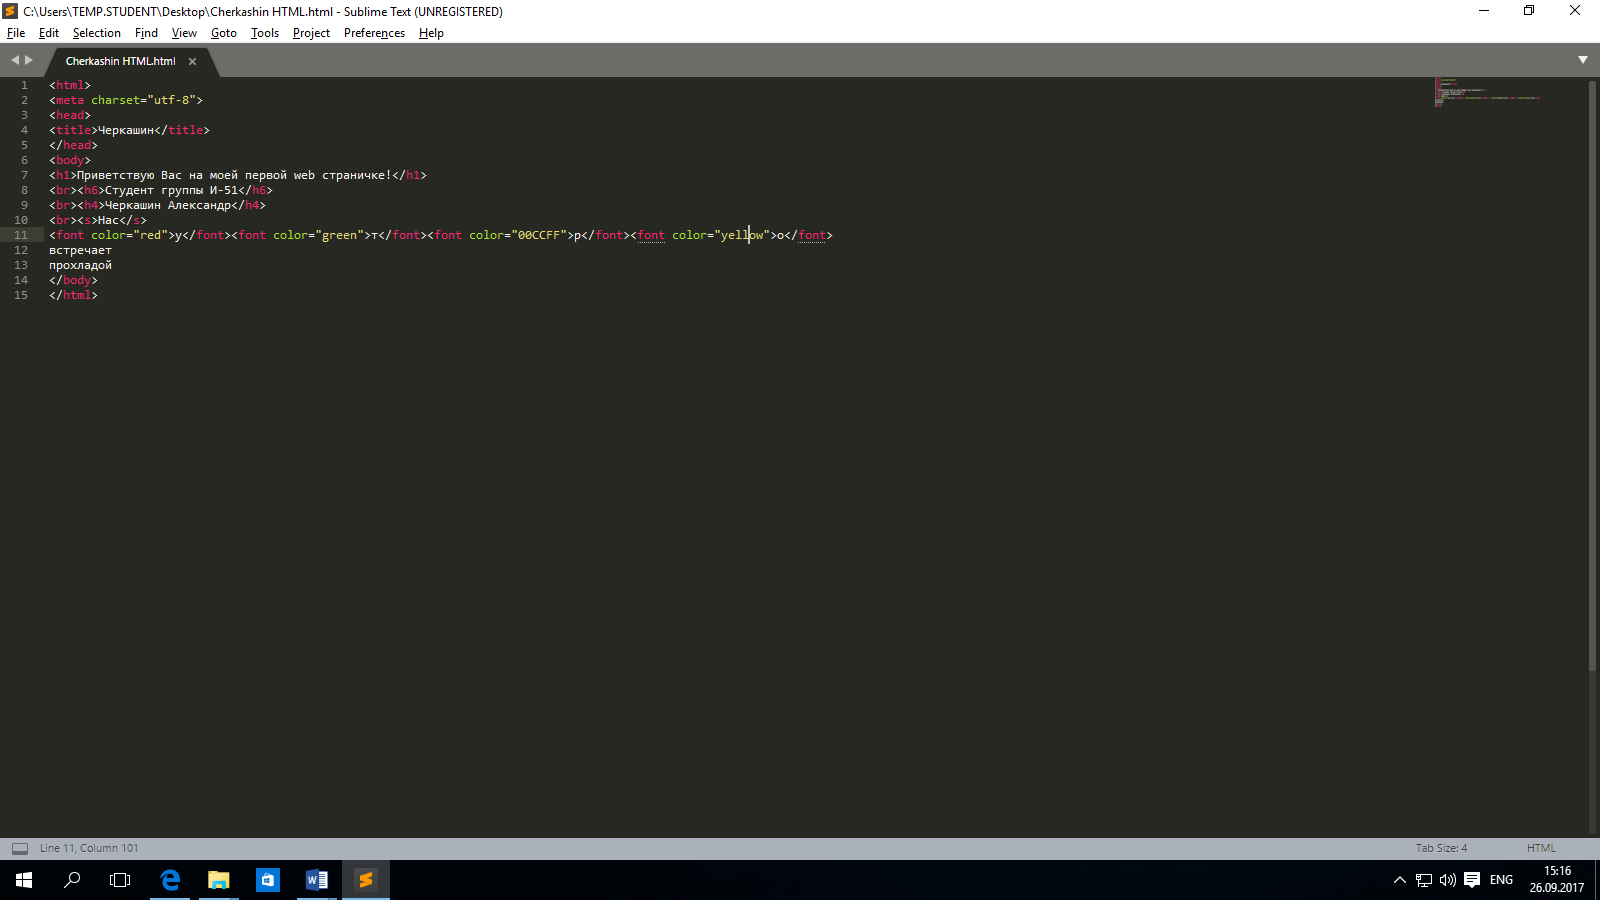 C:\Users\TEMP.STUDENT\Desktop\Cherkashin HTML.html - Sublime Text (UNREGISTERED)
File Edit Selection Find View Goto Tools Project Preferences Help
Cherkashin HTML.html ×
1 <html>
2 <meta charset="utf-8">
3 <head>
4 <title>Черкашин</title>
5 </head>
6 <body>
7 <h1>Приветствую Вас на моей первой web страничке!</h1>
8 <br><h6>Студент группы И-51</h6>
9 <br><h4>Черкашин Александр</h4>
10 <br><s>Нас</s>
11 <font color="red">у</font><font color="green">т</font><font color="00CCFF">р</font><font color="yellow">о</font>
12 встречает
13 прохладой
14 </body>
15 </html>
Line 11, Column 101 Tab Size: 4 HTML
ENG 15:16
26.09.2017